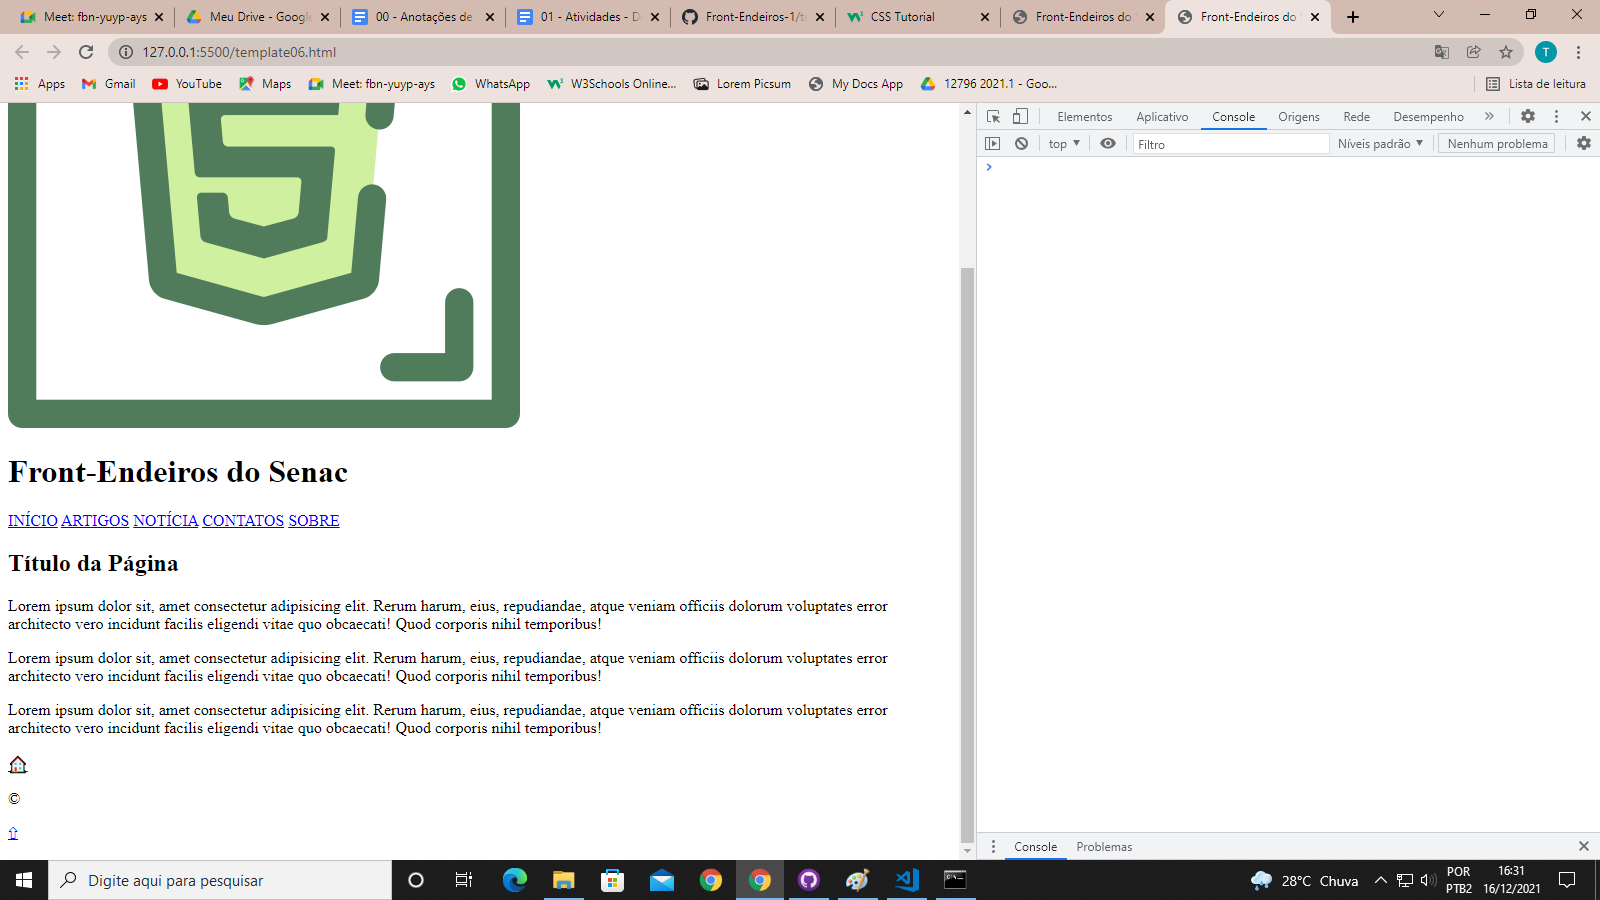 Meet: fbn-yuyp-ays
Meu Drive - Google
00 - Anotações de
01 - Atividades - D
Front-Endeiros-1/te
CSS Tutorial
Front-Endeiros do
Front-Endeiros do
127.0.0.1:5500/template06.html
T
Apps
Gmail
YouTube
Maps
Meet: fbn-yuyp-ays
WhatsApp
W3Schools Online...
Lorem Picsum
My Docs App
12796 2021.1 - Goo...
Lista de leitura
Elementos
Aplicativo
Console
Origens
Rede
Desempenho
top
Filtro
Níveis padrão
Nenhum problema
Front-Endeiros do Senac
INÍCIO ARTIGOS NOTÍCIA CONTATOS SOBRE
Título da Página
Lorem ipsum dolor sit, amet consectetur adipisicing elit. Rerum harum, eius, repudiandae, atque veniam officiis dolorum voluptates error
architecto vero incidunt facilis eligendi vitae quo obcaecati! Quod corporis nihil temporibus!
Lorem ipsum dolor sit, amet consectetur adipisicing elit. Rerum harum, eius, repudiandae, atque veniam officiis dolorum voluptates error
architecto vero incidunt facilis eligendi vitae quo obcaecati! Quod corporis nihil temporibus!
Lorem ipsum dolor sit, amet consectetur adipisicing elit. Rerum harum, eius, repudiandae, atque veniam officiis dolorum voluptates error
architecto vero incidunt facilis eligendi vitae quo obcaecati! Quod corporis nihil temporibus!
🏠
©
⇧
Console
Problemas
Digite aqui para pesquisar
28°C Chuva
POR
PTB2
16:31
16/12/2021